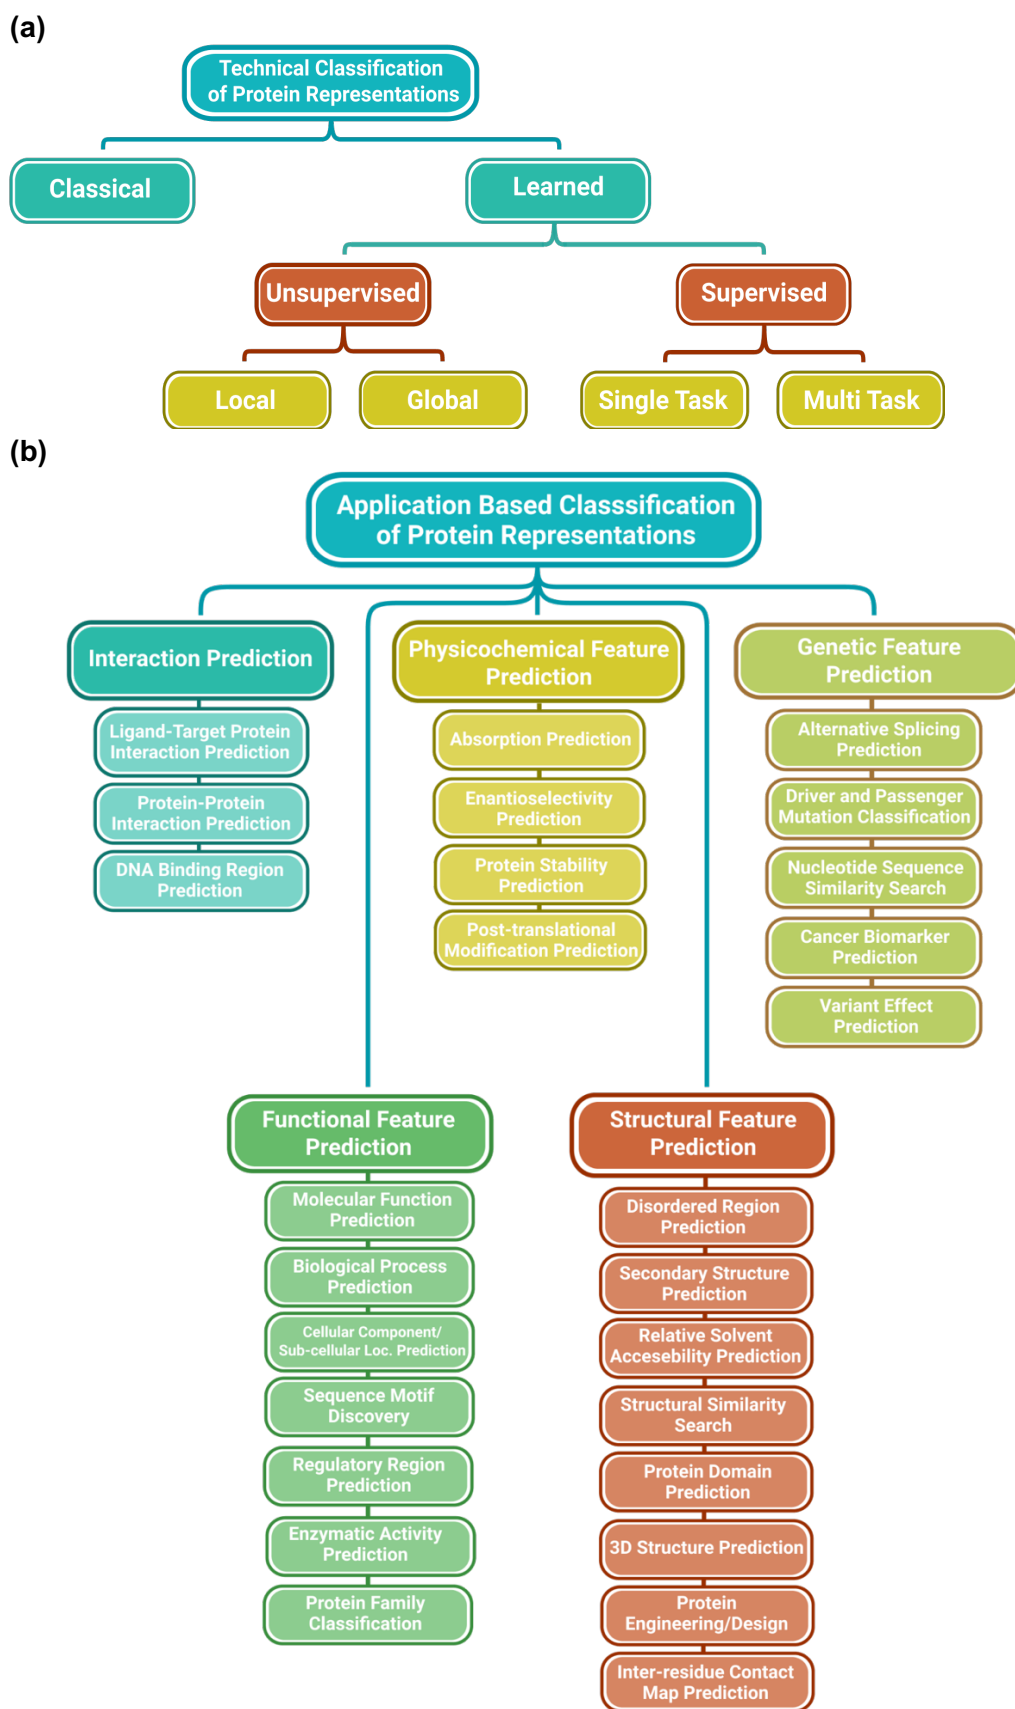 (a)
Technical Classification
of Protein Representations
Classical
Learned
Unsupervised
Supervised
Local
Global
Single Task
Multi Task
(b)
Application Based Classsification
of Protein Representations
Interaction Prediction
Ligand-Target Protein
Interaction Prediction
Protein-Protein
Interaction Prediction
DNA Binding Region
Prediction
Physicochemical Feature
Prediction
Absorption Prediction
Enantioselectivity
Prediction
Protein Stability
Prediction
Post-translational
Modification Prediction
Genetic Feature
Prediction
Alternative Splicing
Prediction
Driver and Passenger
Mutation Classification
Nucleotide Sequence
Similarity Search
Cancer Biomarker
Prediction
Variant Effect
Prediction
Functional Feature
Prediction
Molecular Function
Prediction
Biological Process
Prediction
Cellular Component/
Sub-cellular Loc. Prediction
Sequence Motif
Discovery
Regulatory Region
Prediction
Enzymatic Activity
Prediction
Protein Family
Classification
Structural Feature
Prediction
Disordered Region
Prediction
Secondary Structure
Prediction
Relative Solvent
Accesebility Prediction
Structural Similarity
Search
Protein Domain
Prediction
3D Structure Prediction
Protein
Engineering/Design
Inter-residue Contact
Map Prediction